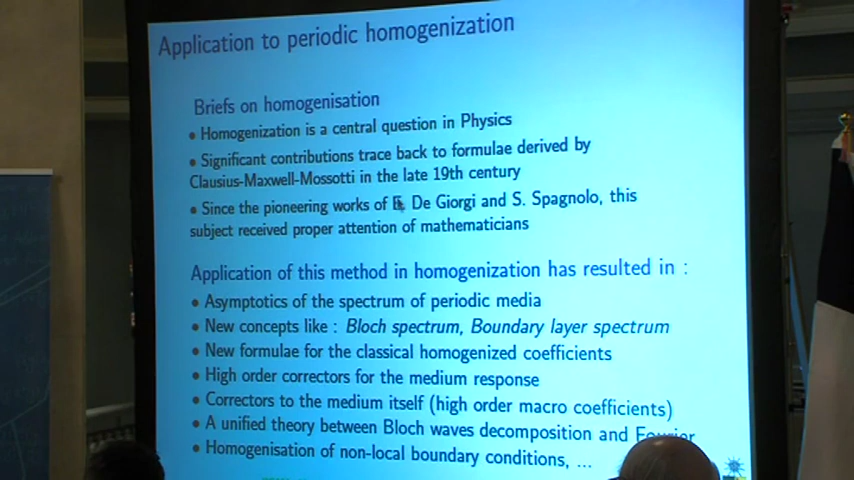 Application to periodic homogenization
Briefs on homogenisation
• Homogenization is a central question in Physics
• Significant contributions trace back to formulae derived by
Clausius-Maxwell-Mossotti in the late 19th century
• Since the pioneering works of E. De Giorgi and S. Spagnolo, this
subject received proper attention of mathematicians
Application of this method in homogenization has resulted in :
• Asymptotics of the spectrum of periodic media
• New concepts like : Bloch spectrum, Boundary layer spectrum
• New formulae for the classical homogenized coefficients
• High order correctors for the medium response
• Correctors to the medium itself (high order macro coefficients)
• A unified theory between Bloch waves decomposition and Fourier
• Homogenisation of non-local boundary conditions, ...